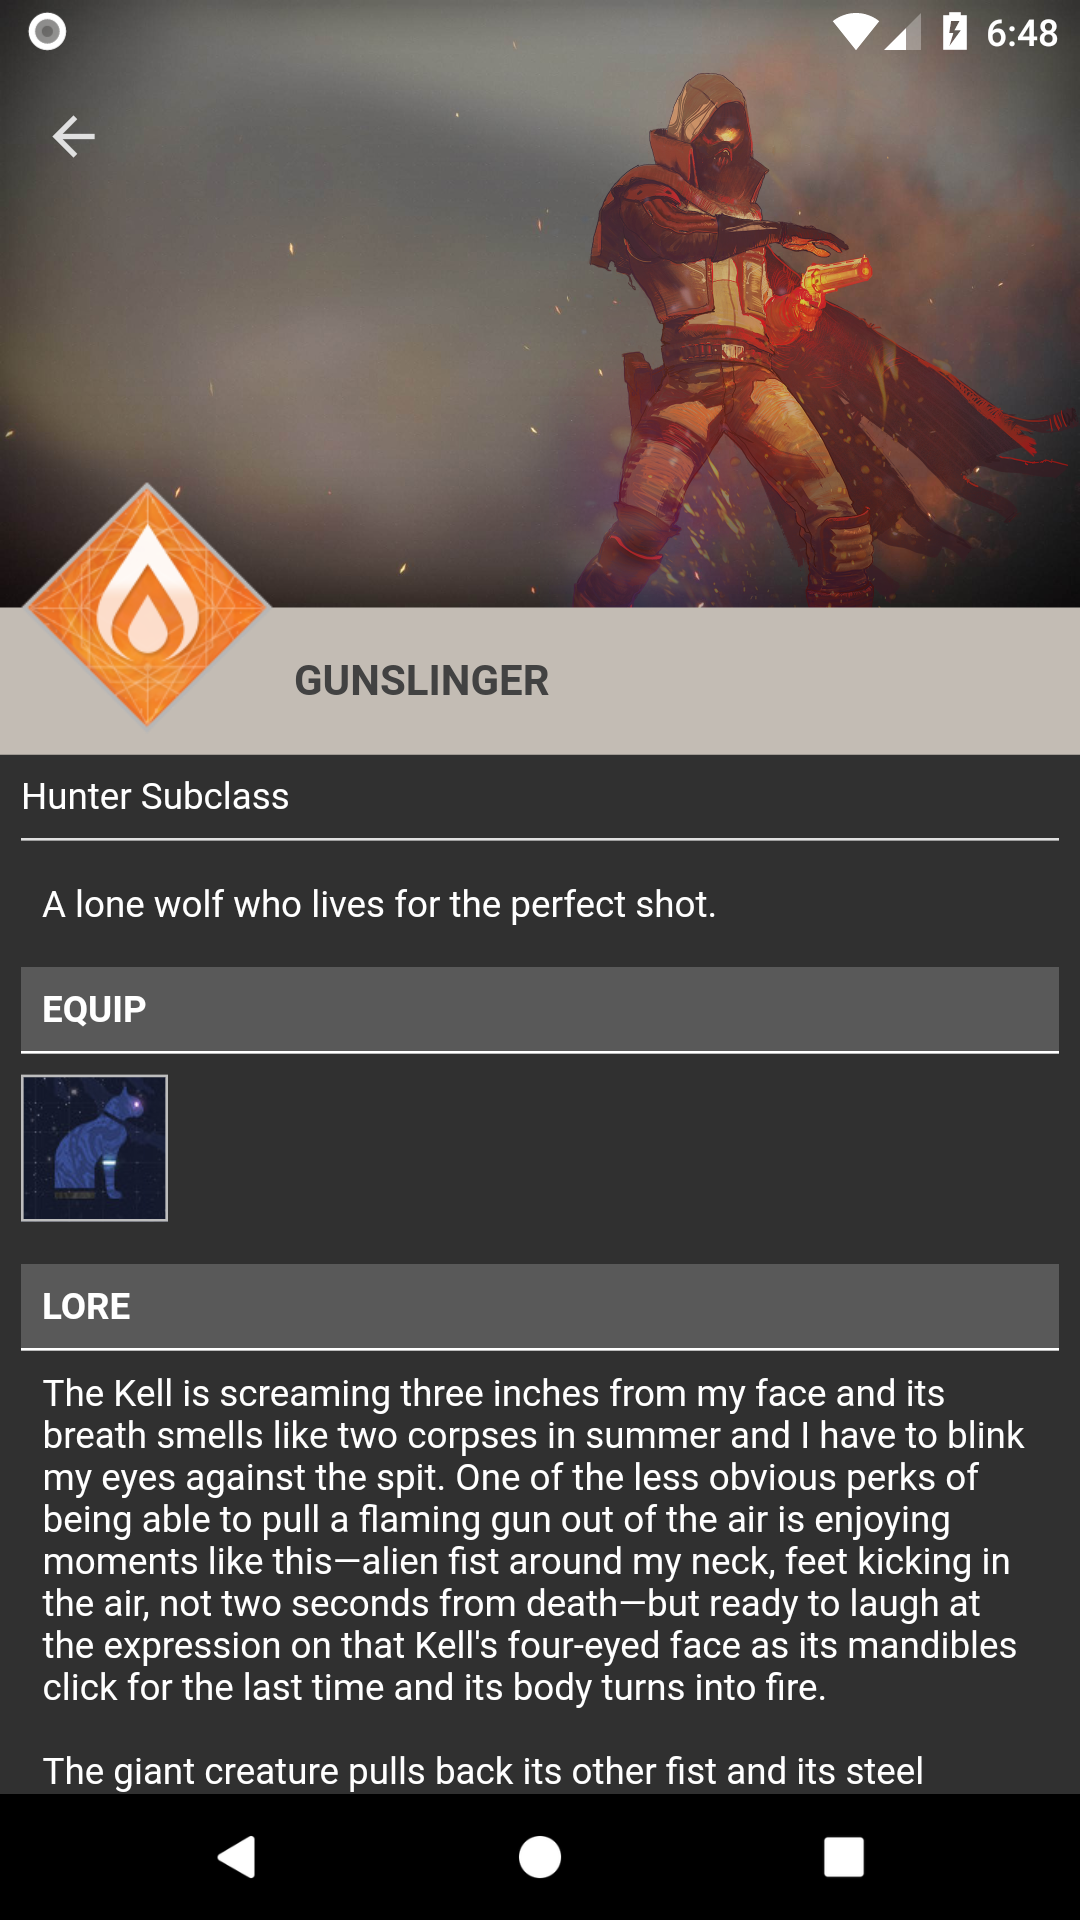 6:48
GUNSLINGER
Hunter Subclass
A lone wolf who lives for the perfect shot.
EQUIP
LORE
The Kell is screaming three inches from my face and its
breath smells like two corpses in summer and I have to blink
my eyes against the spit. One of the less obvious perks of
being able to pull a flaming gun out of the air is enjoying
moments like this—alien fist around my neck, feet kicking in
the air, not two seconds from death—but ready to laugh at
the expression on that Kell's four-eyed face as its mandibles
click for the last time and its body turns into fire.
The giant creature pulls back its other fist and its steel